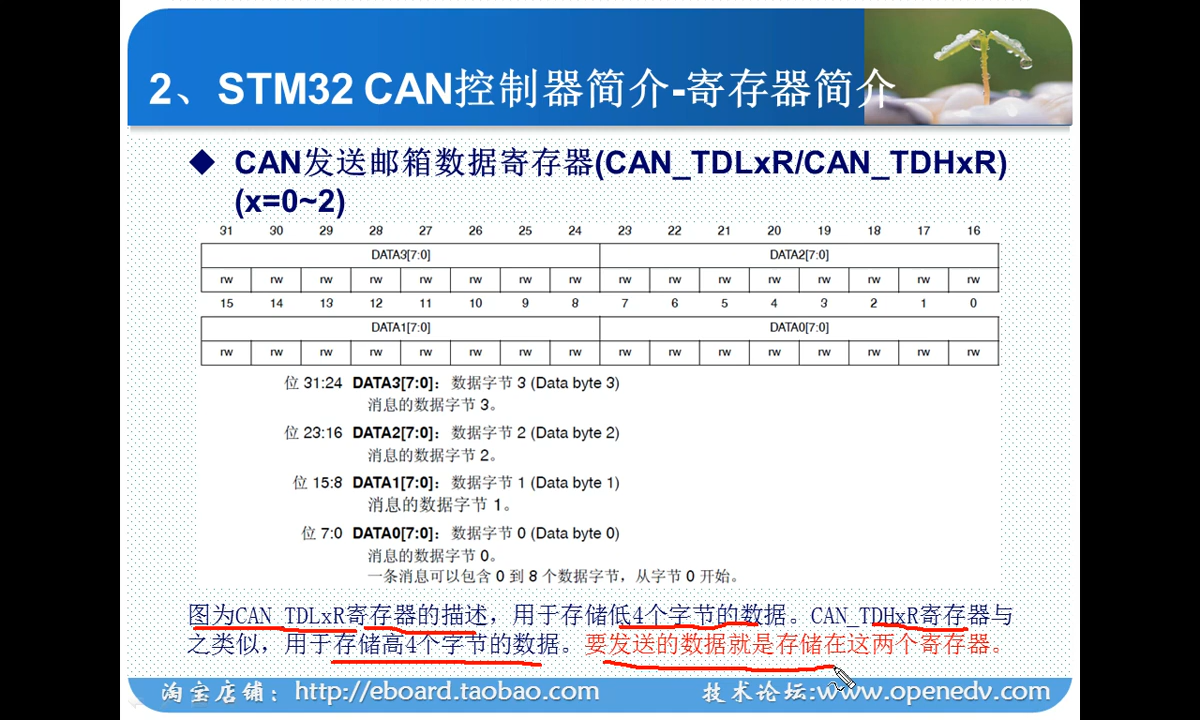 2、STM32 CAN控制器简介-寄存器简介
◆ CAN发送邮箱数据寄存器(CAN_TDLxR/CAN_TDHxR)
(x=0~2)
31 30 29 28 27 26 25 24 23 22 21 20 19 18 17 16
DATA3[7:0] DATA2[7:0]
rw rw rw rw rw rw rw rw rw rw rw rw rw rw rw rw
15 14 13 12 11 10 9 8 7 6 5 4 3 2 1 0
DATA1[7:0] DATA0[7:0]
rw rw rw rw rw rw rw rw rw rw rw rw rw rw rw rw
位 31:24 DATA3[7:0]：数据字节 3 (Data byte 3)
消息的数据字节 3。
位 23:16 DATA2[7:0]：数据字节 2 (Data byte 2)
消息的数据字节 2。
位 15:8 DATA1[7:0]：数据字节 1 (Data byte 1)
消息的数据字节 1。
位 7:0 DATA0[7:0]：数据字节 0 (Data byte 0)
消息的数据字节 0。
一条消息可以包含 0 到 8 个数据字节，从字节 0 开始。
图为CAN_TDLxR寄存器的描述，用于存储低4个字节的数据。CAN_TDHxR寄存器与
之类似，用于存储高4个字节的数据。要发送的数据就是存储在这两个寄存器。
淘宝店铺：http://eboard.taobao.com 技术论坛:www.openedv.com